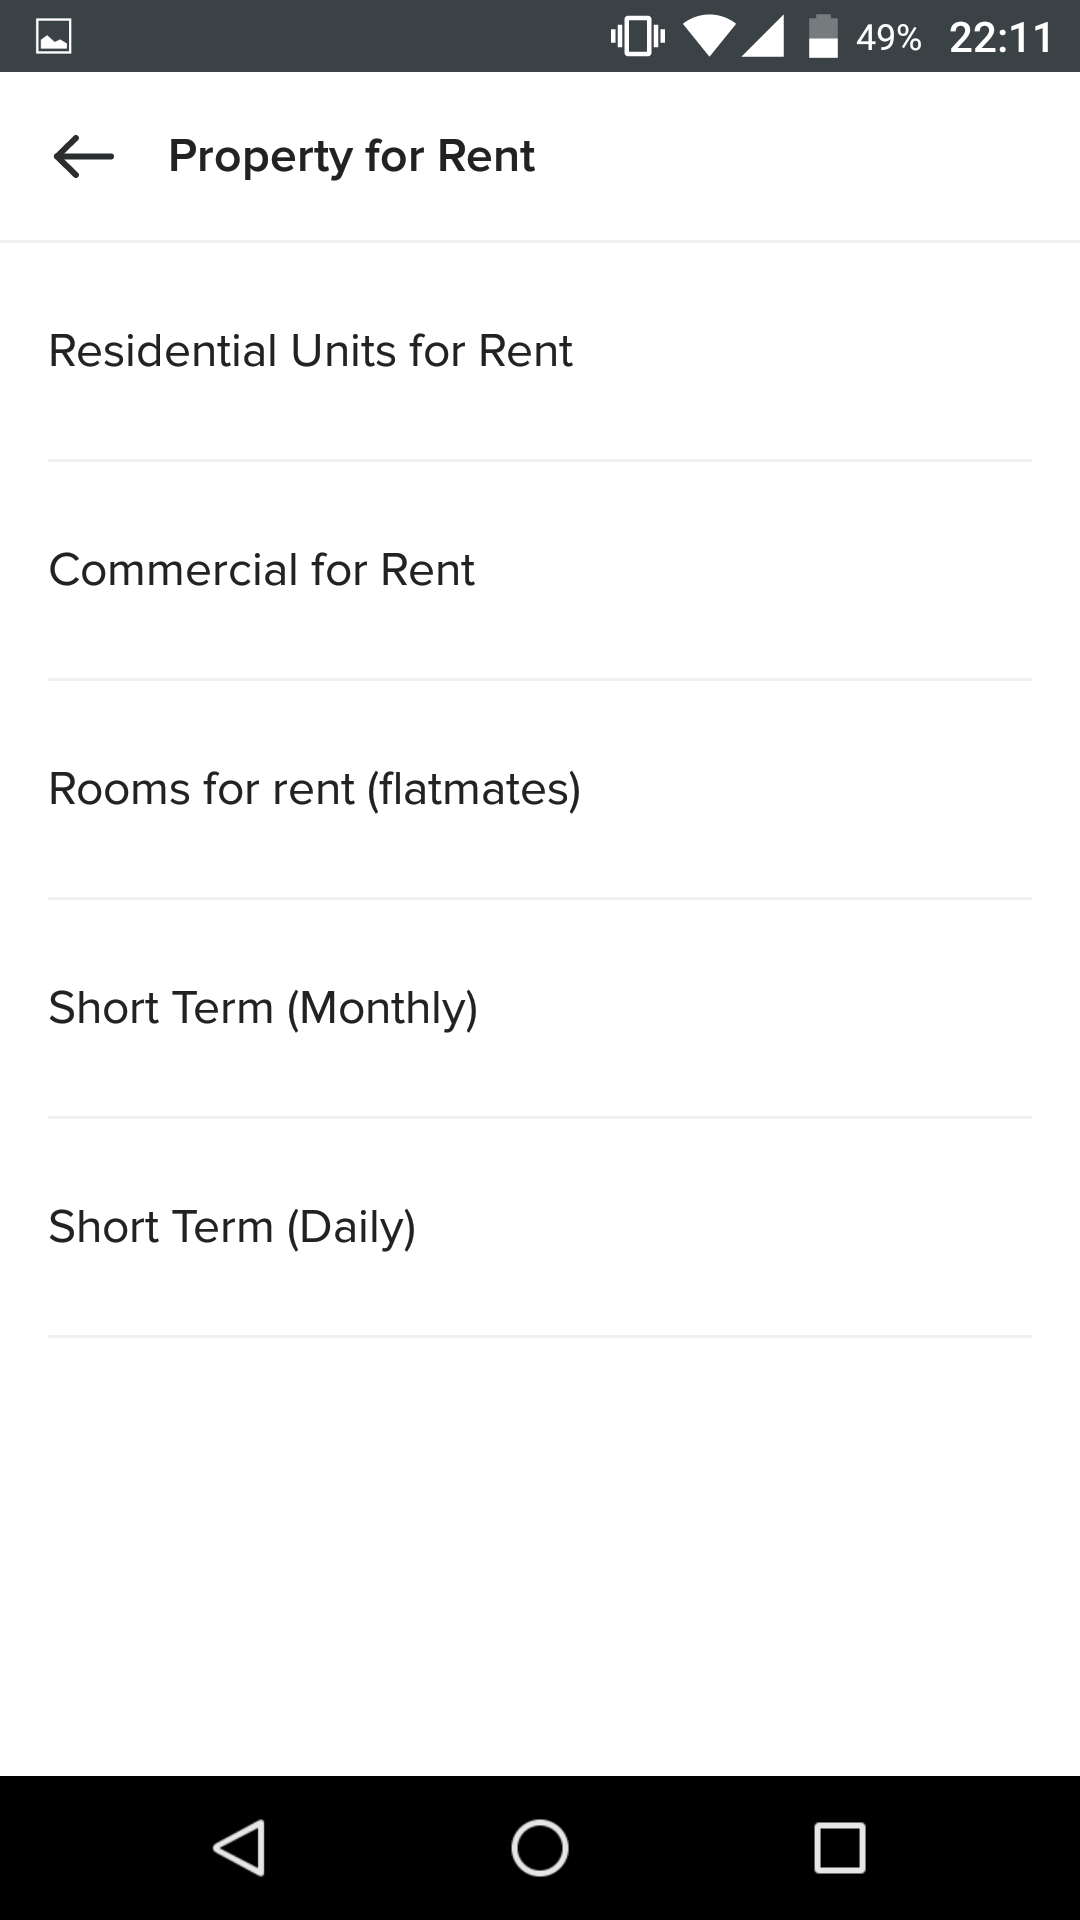 49% 22:11
Property for Rent
Residential Units for Rent
Commercial for Rent
Rooms for rent (flatmates)
Short Term (Monthly)
Short Term (Daily)